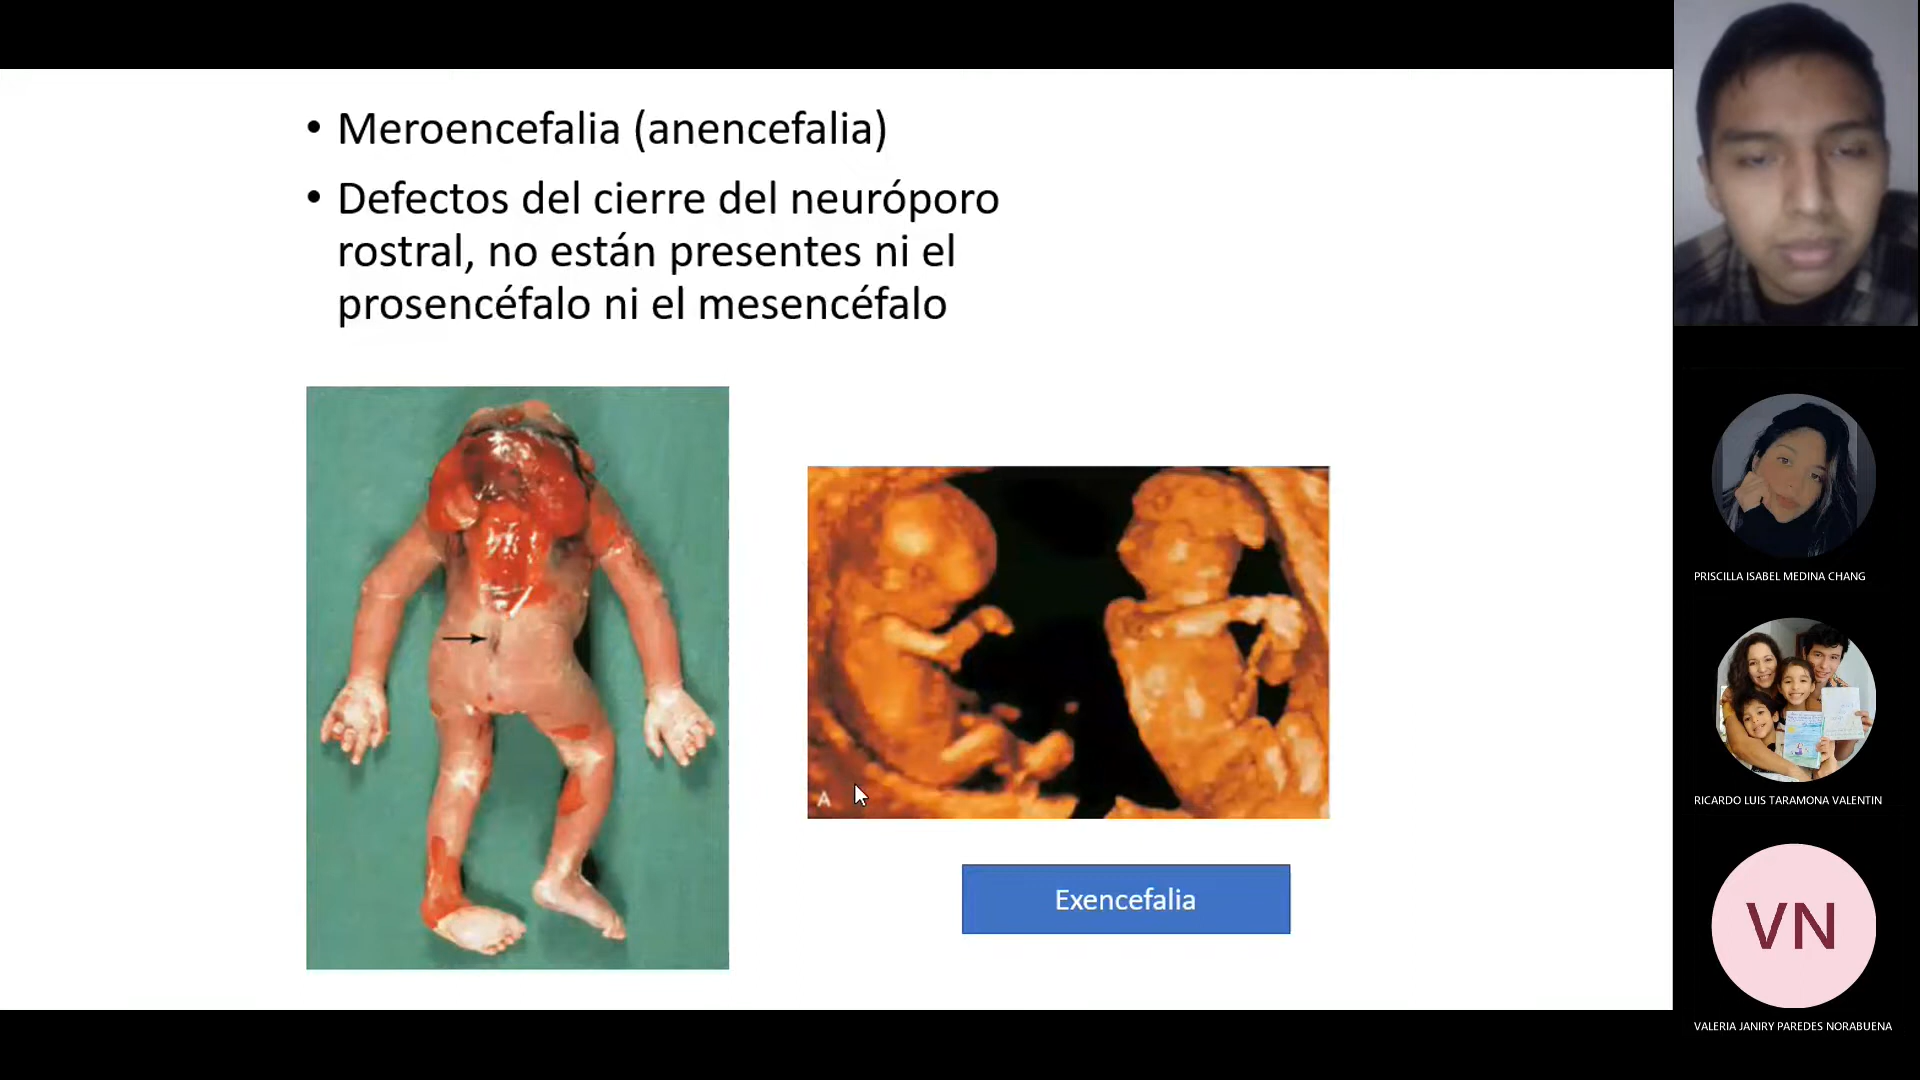 • Meroencefalia (anencefalia)
• Defectos del cierre del neuróporo
rostral, no están presentes ni el
prosencéfalo ni el mesencéfalo
A
Exencefalia
PRISCILLA ISABEL MEDINA CHANG
RICARDO LUIS TARAMONA VALENTIN
VN
VALERIA JANIRY PAREDES NORABUENA